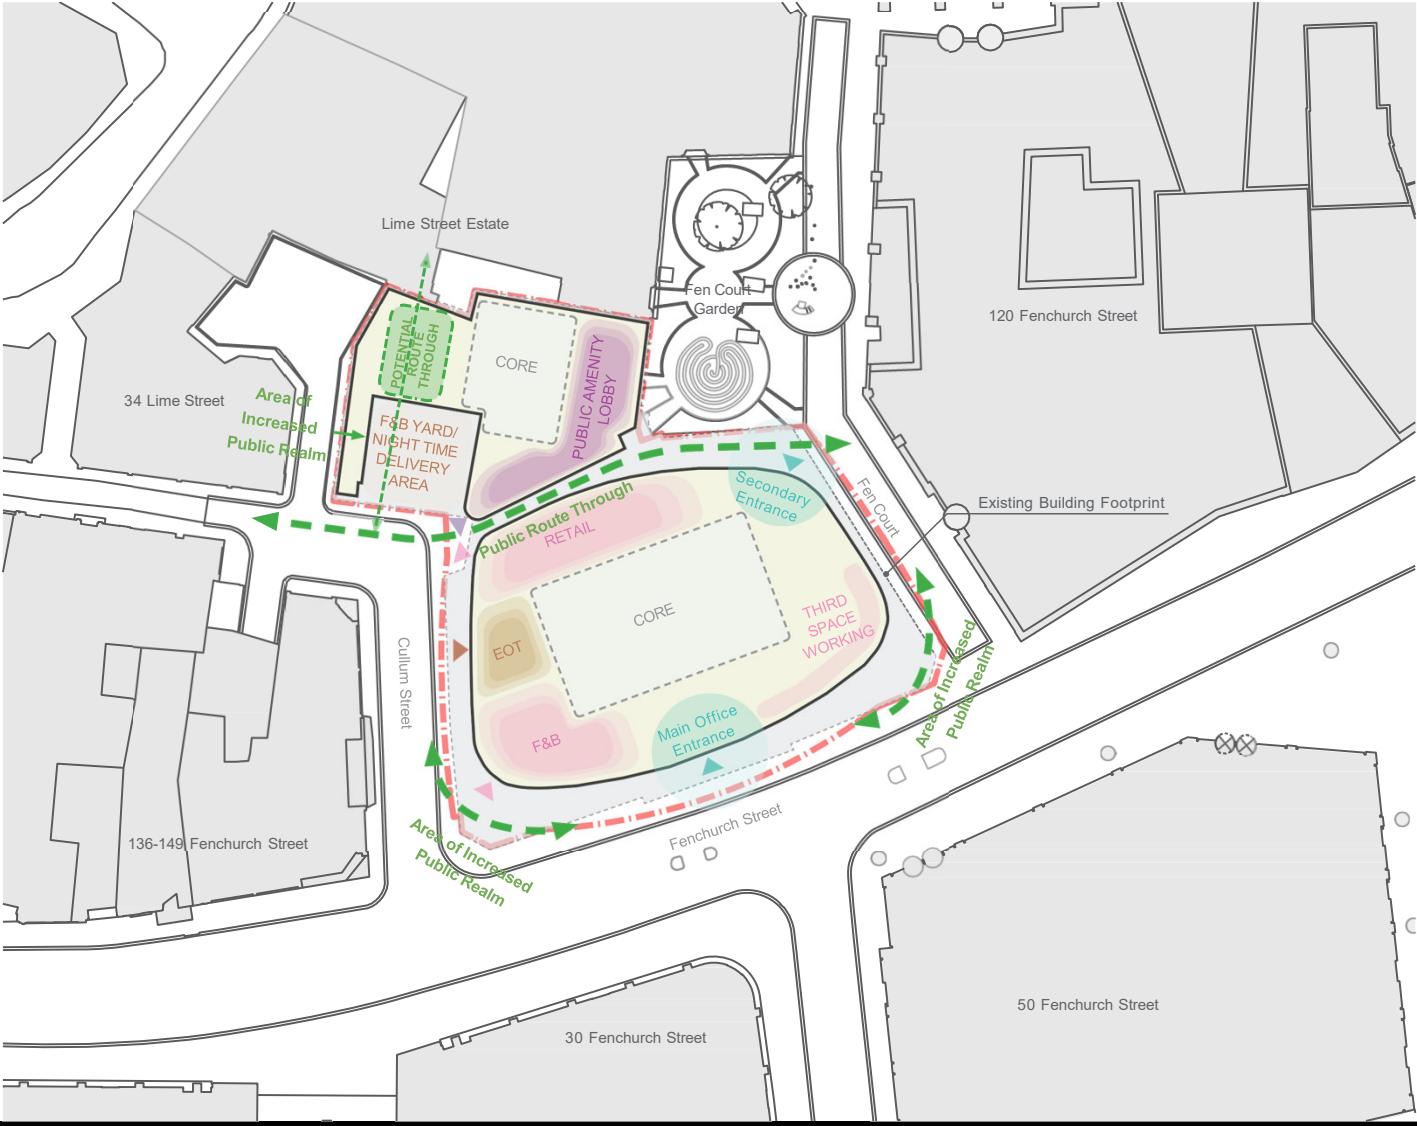 Lime Street Estate
Fen Court
Garden
120 Fenchurch Street
POTENTIAL
ROUTE
THROUGH
CORE
PUBLIC AMENITY
LOBBY
34 Lime Street
Area of
Increased
Public Realm
F&B YARD/
NIGHT TIME
DELIVERY
AREA
Secondary
Entrance
Fen Court
Existing Building Footprint
Public Route Through
RETAIL
CORE
THIRD
SPACE
WORKING
EOT
Cullum Street
Main Office
Entrance
F&B
Area of Increased
Public Realm
Fenchurch Street
Area of Increased
Public Realm
136-149 Fenchurch Street
50 Fenchurch Street
30 Fenchurch Street